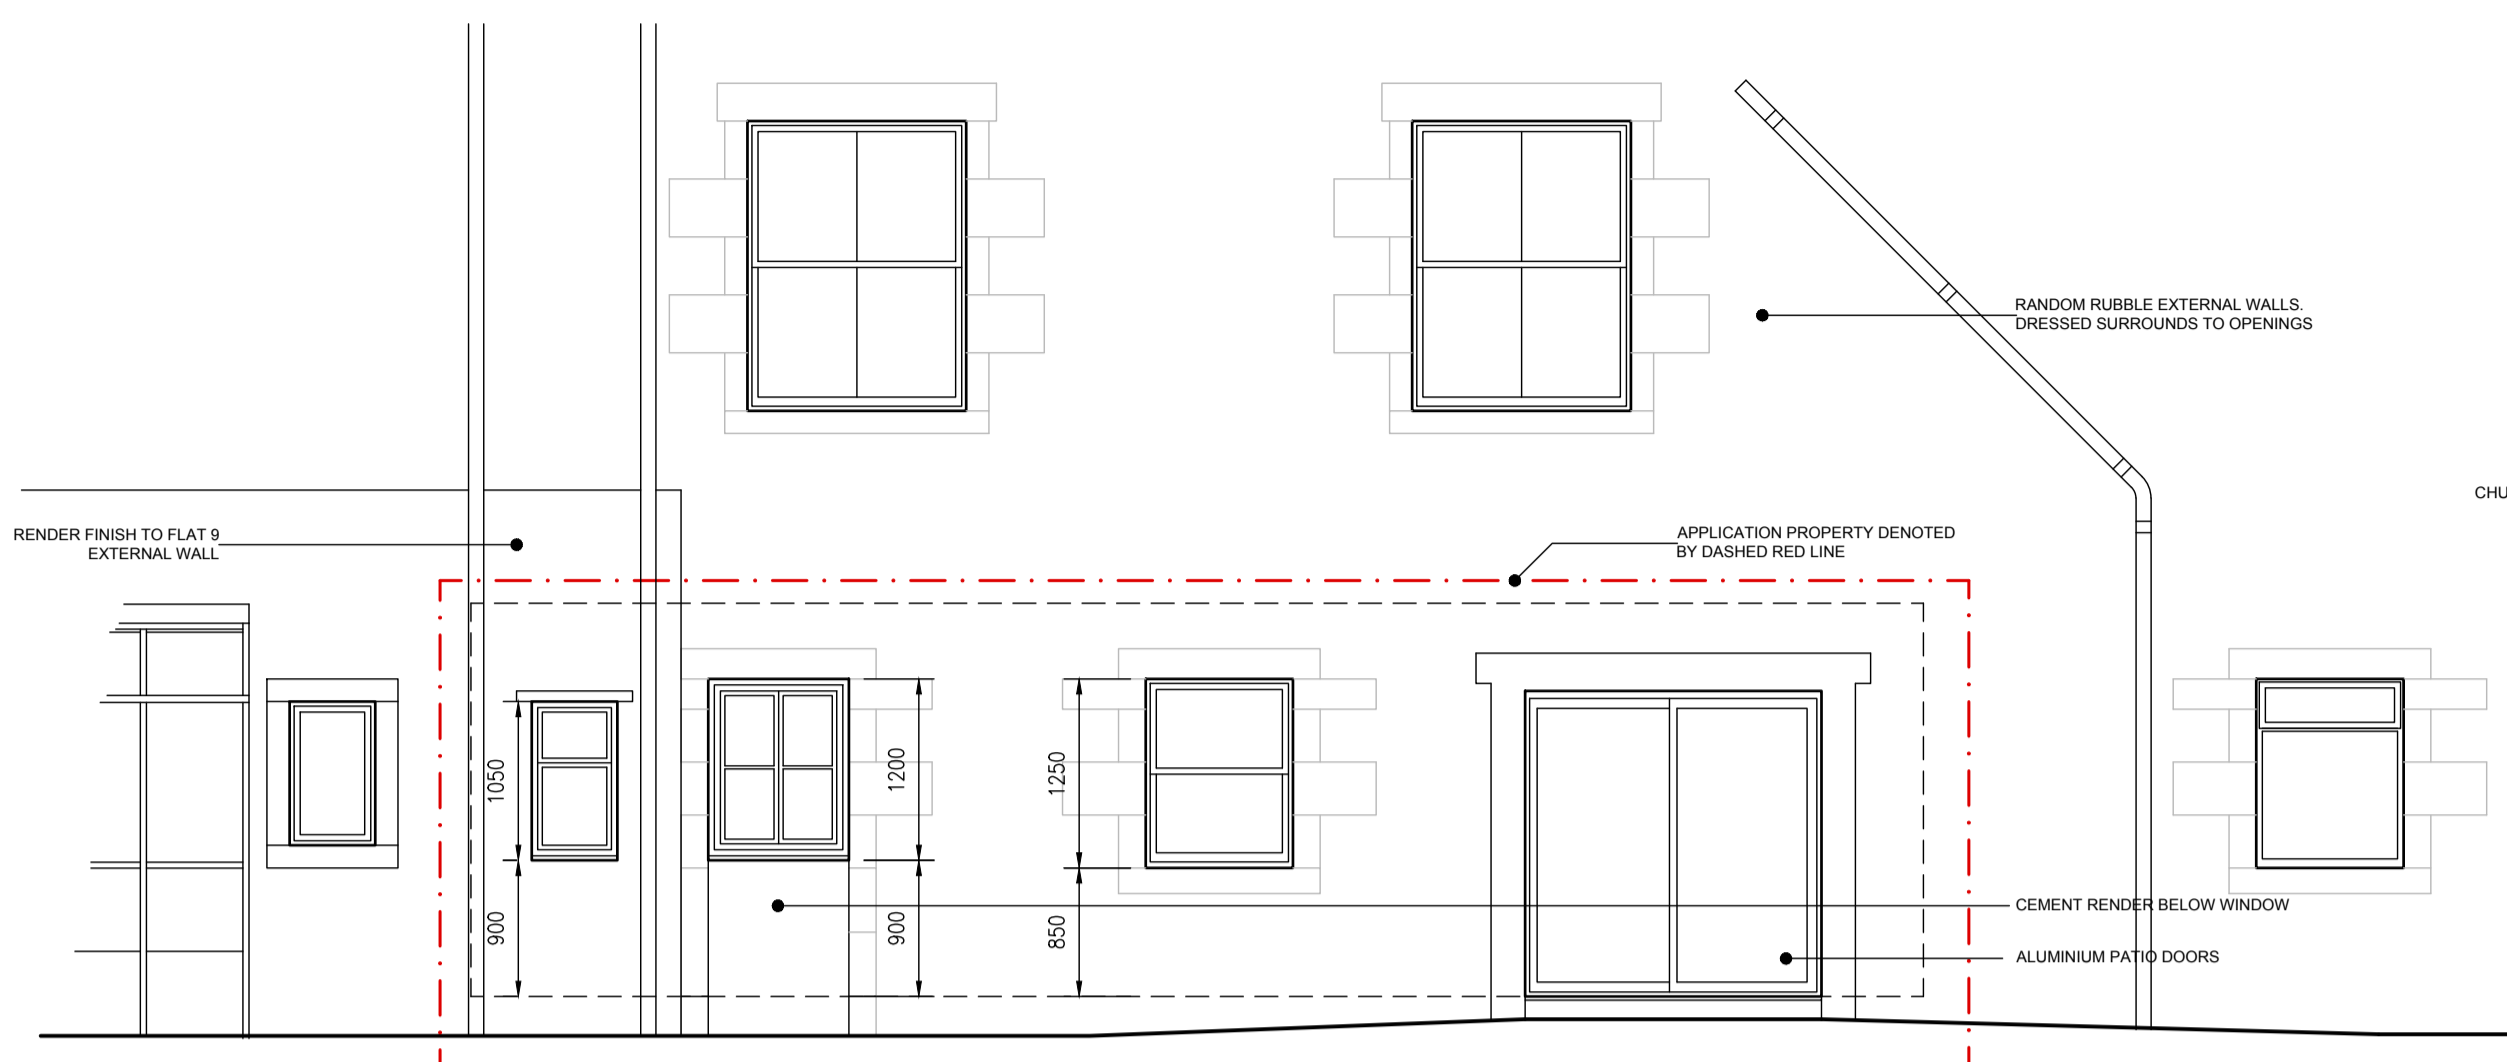 RANDOM RUBBLE EXTERNAL WALLS.
DRESSED SURROUNDS TO OPENINGS
CHU
RENDER FINISH TO FLAT 9
EXTERNAL WALL
APPLICATION PROPERTY DENOTED
BY DASHED RED LINE
1050
1200
1250
900
900
850
CEMENT RENDER BELOW WINDOW
ALUMINIUM PATIO DOORS